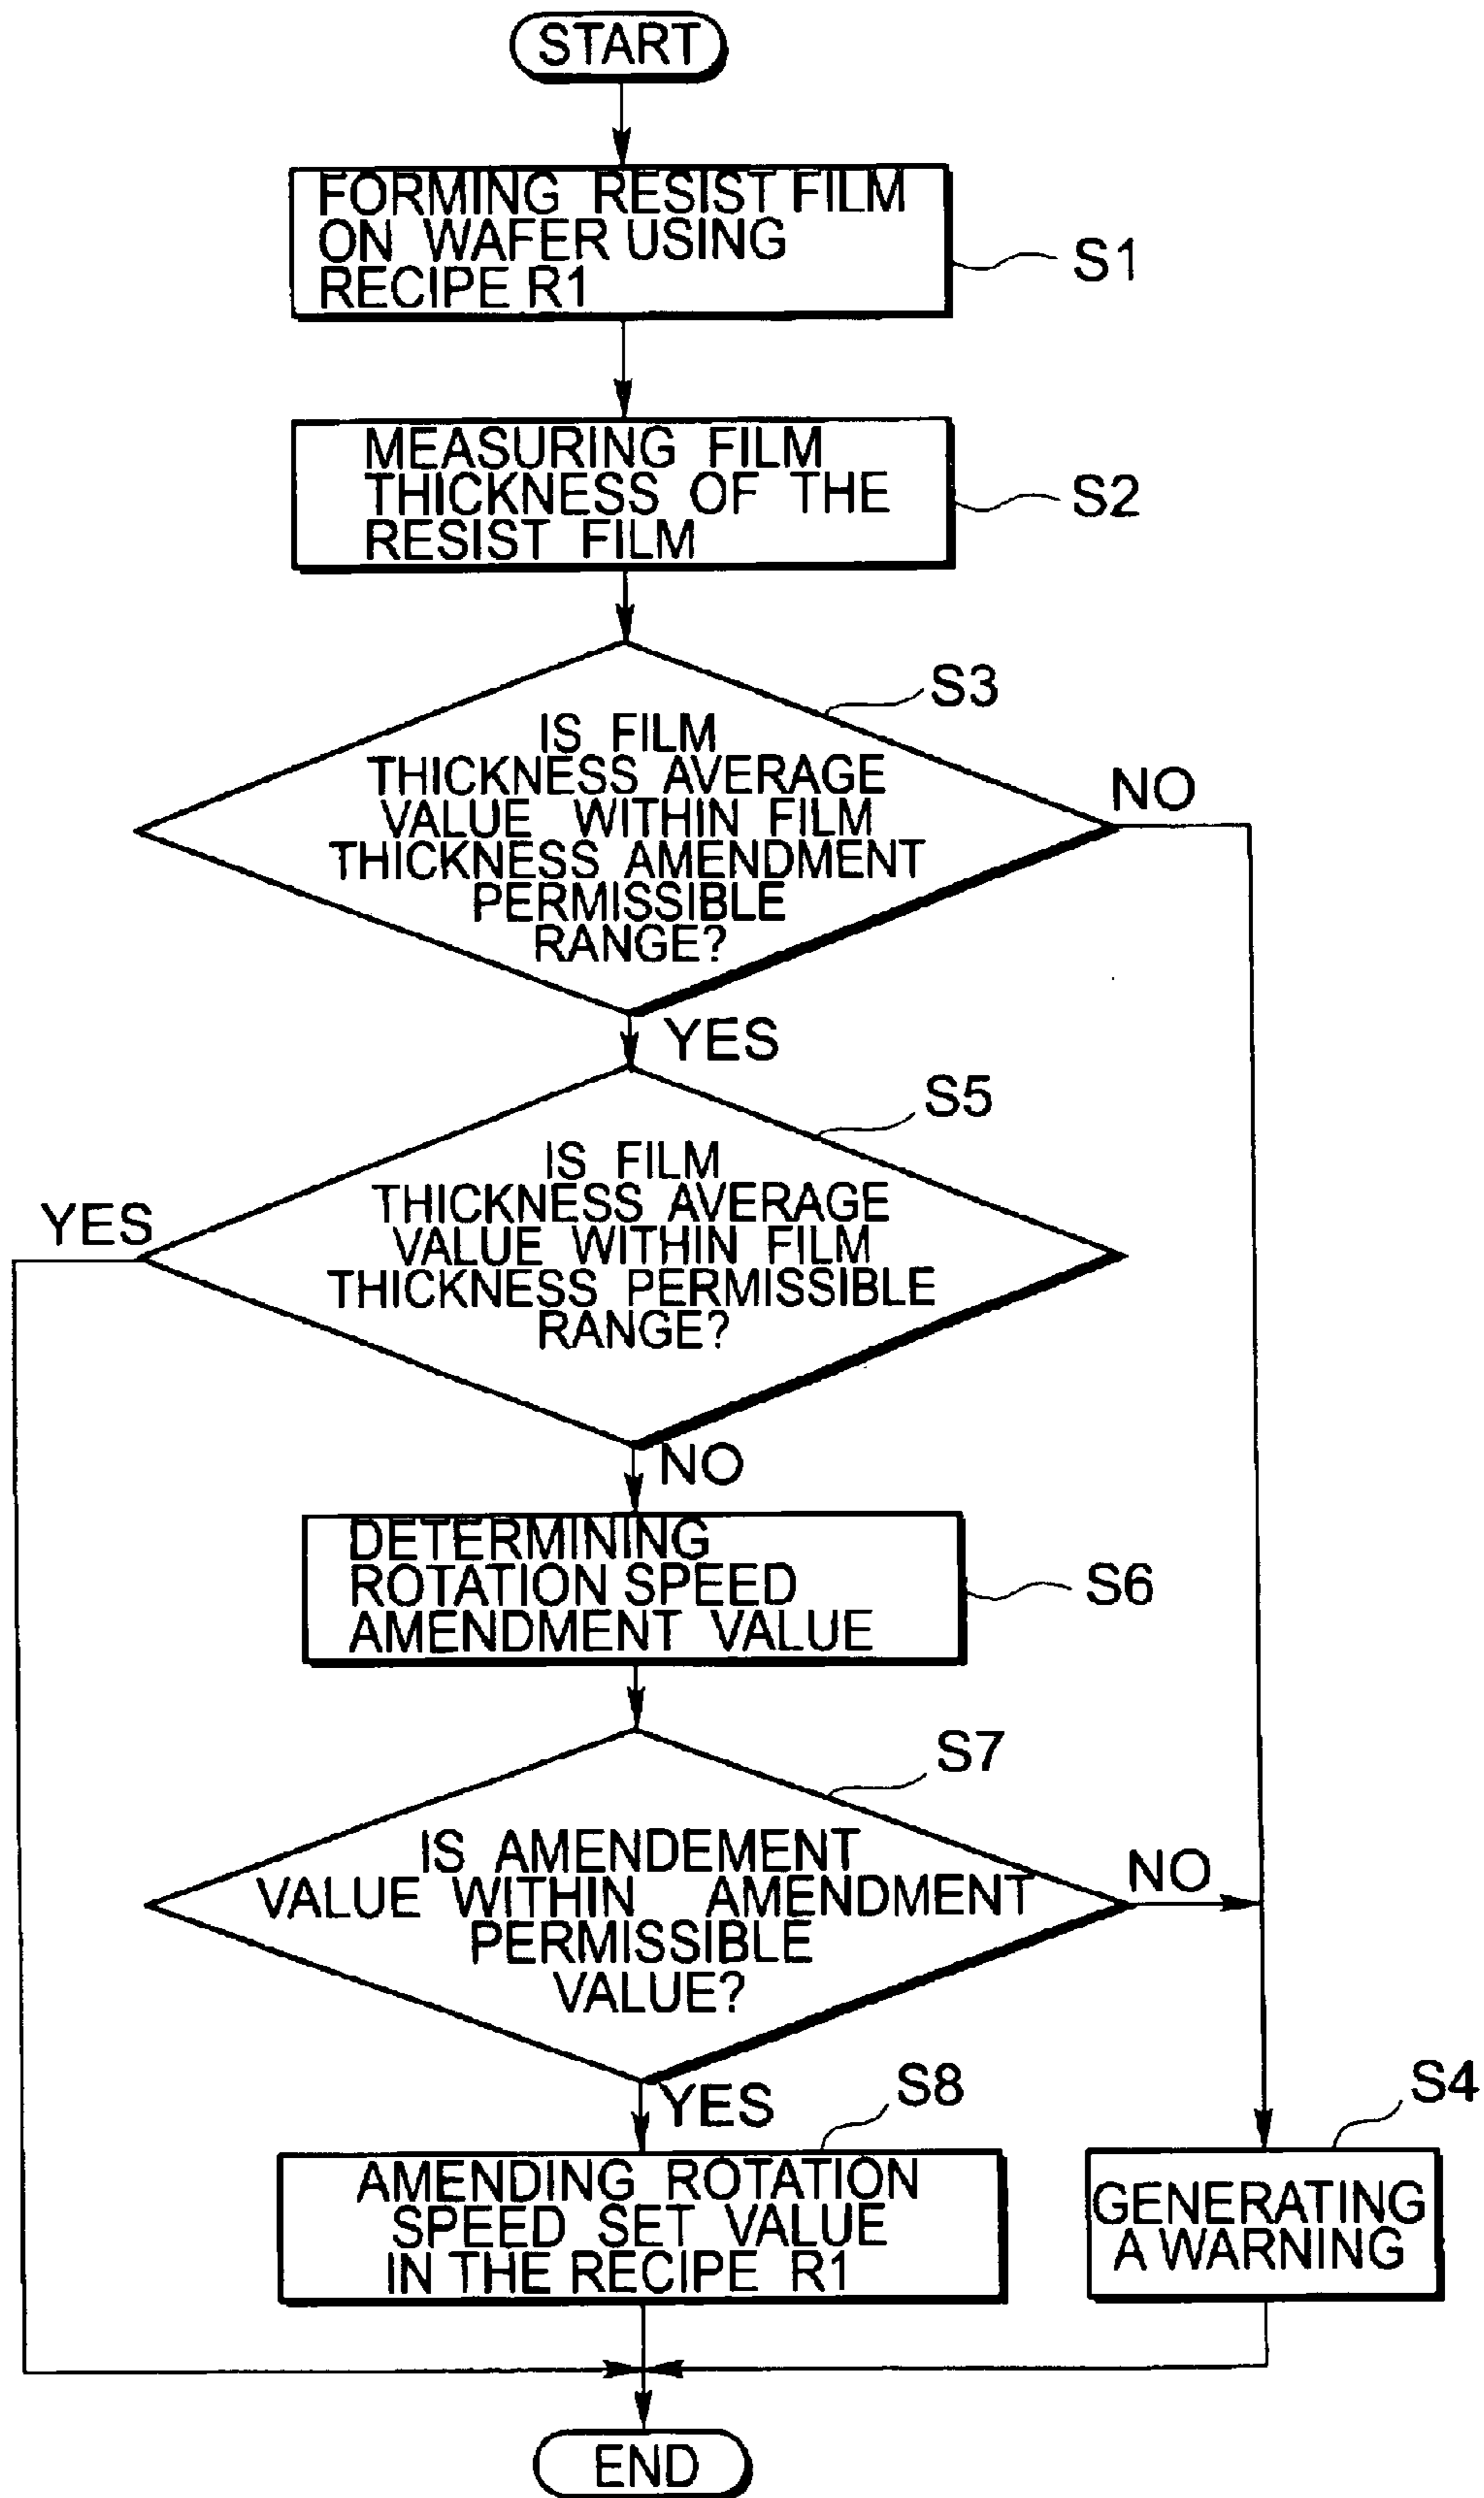 START
FORMING RESIST FILM
ON WAFER USING
RECIPE R1
S1
MEASURING FILM
THICKNESS OF THE
RESIST FILM
S2
S3
IS FILM
THICKNESS AVERAGE
VALUE WITHIN FILM
THICKNESS AMENDMENT
PERMISSIBLE
RANGE?
NO
YES
S5
IS FILM
THICKNESS AVERAGE
VALUE WITHIN FILM
THICKNESS PERMISSIBLE
RANGE?
YES
NO
DETERMINING
ROTATION SPEED
AMENDMENT VALUE
S6
S7
IS AMENDEMENT
VALUE WITHIN AMENDMENT
PERMISSIBLE
VALUE?
NO
YES
S8
S4
AMENDING ROTATION
SPEED SET VALUE
IN THE RECIPE R1
GENERATING
A WARNING
END